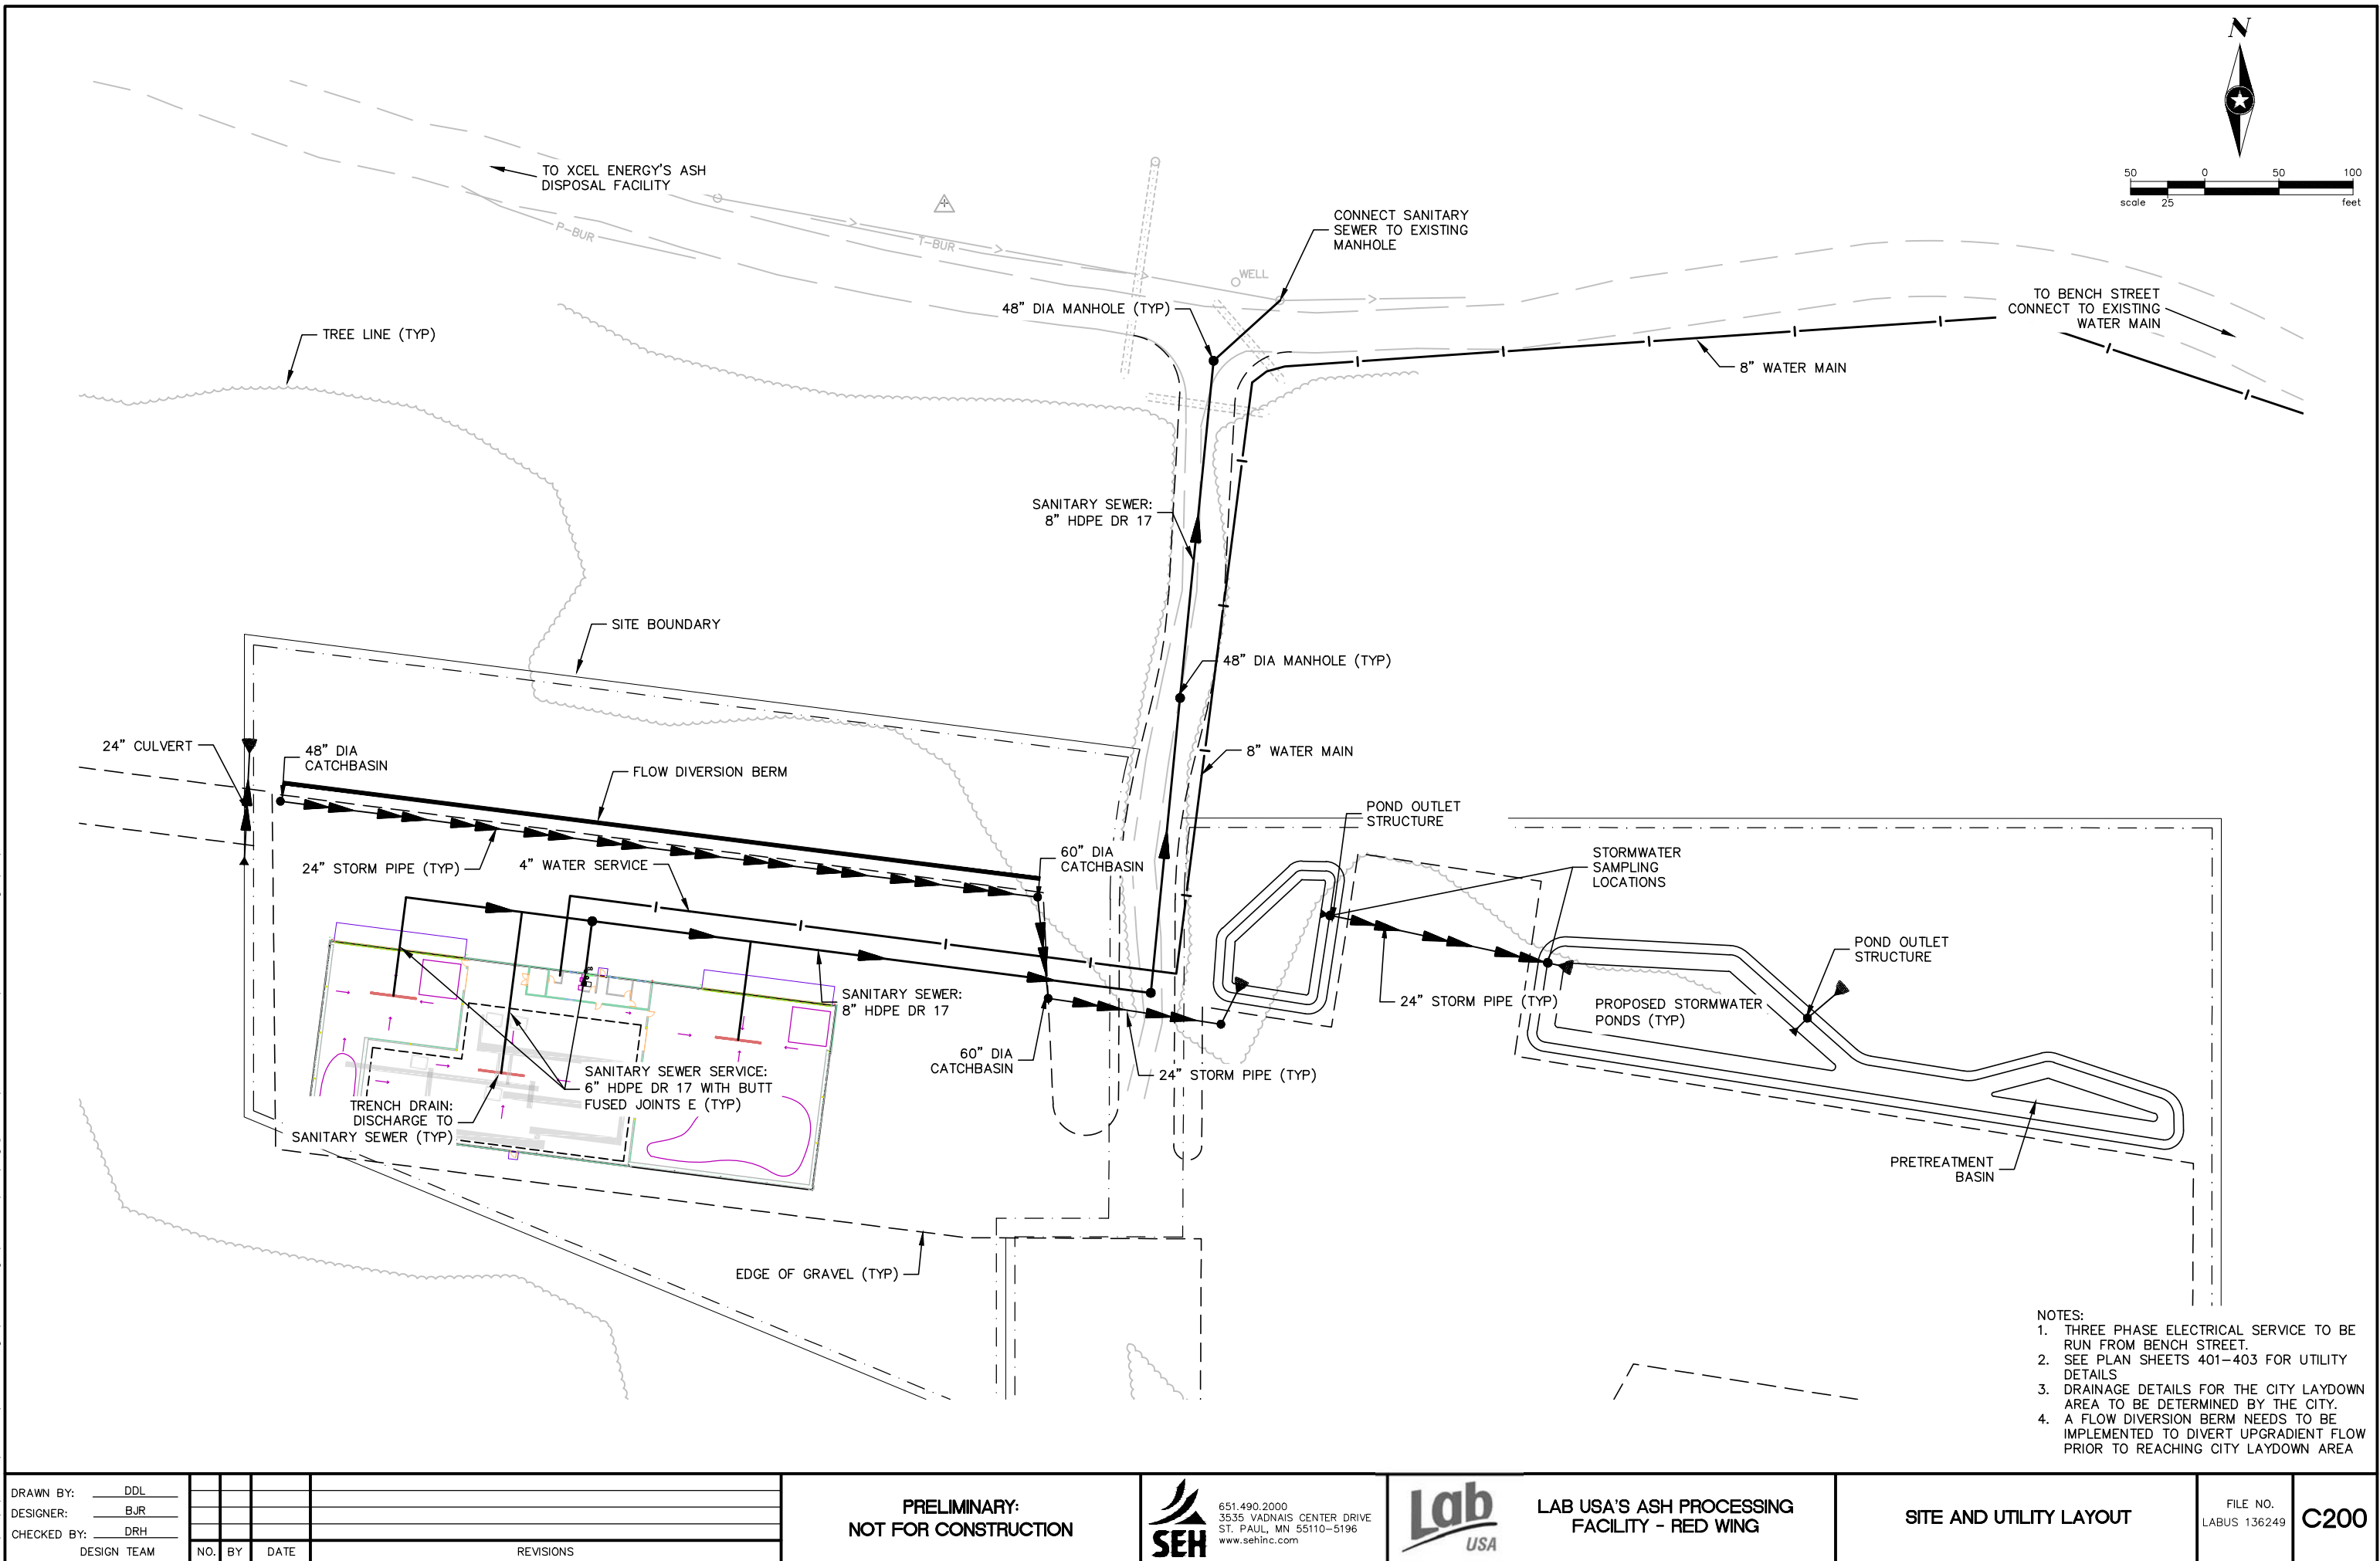 N
50 0 50 100
scale 25 feet
TO XCEL ENERGY'S ASH
DISPOSAL FACILITY
P-BUR
T-BUR
WELL
CONNECT SANITARY
SEWER TO EXISTING
MANHOLE
48" DIA MANHOLE (TYP)
TO BENCH STREET
CONNECT TO EXISTING
WATER MAIN
TREE LINE (TYP)
8" WATER MAIN
SANITARY SEWER:
8" HDPE DR 17
SITE BOUNDARY
48" DIA MANHOLE (TYP)
24" CULVERT
48" DIA
CATCHBASIN
FLOW DIVERSION BERM
8" WATER MAIN
POND OUTLET
STRUCTURE
24" STORM PIPE (TYP)
4" WATER SERVICE
60" DIA
CATCHBASIN
STORMWATER
SAMPLING
LOCATIONS
POND OUTLET
STRUCTURE
SANITARY SEWER:
8" HDPE DR 17
24" STORM PIPE (TYP)
PROPOSED STORMWATER
PONDS (TYP)
60" DIA
CATCHBASIN
24" STORM PIPE (TYP)
SANITARY SEWER SERVICE:
6" HDPE DR 17 WITH BUTT
FUSED JOINTS E (TYP)
TRENCH DRAIN:
DISCHARGE TO
SANITARY SEWER (TYP)
PRETREATMENT
BASIN
EDGE OF GRAVEL (TYP)
NOTES:
1. THREE PHASE ELECTRICAL SERVICE TO BE
RUN FROM BENCH STREET.
2. SEE PLAN SHEETS 401-403 FOR UTILITY
DETAILS
3. DRAINAGE DETAILS FOR THE CITY LAYDOWN
AREA TO BE DETERMINED BY THE CITY.
4. A FLOW DIVERSION BERM NEEDS TO BE
IMPLEMENTED TO DIVERT UPGRADIENT FLOW
PRIOR TO REACHING CITY LAYDOWN AREA
DRAWN BY: DDL
DESIGNER: BJR
CHECKED BY: DRH
DESIGN TEAM
NO. BY DATE REVISIONS
PRELIMINARY:
NOT FOR CONSTRUCTION
SEH
651.490.2000
3535 VADNAIS CENTER DRIVE
ST. PAUL, MN 55110-5196
www.sehinc.com
Lab
USA
LAB USA'S ASH PROCESSING
FACILITY - RED WING
SITE AND UTILITY LAYOUT
FILE NO.
LABUS 136249
C200